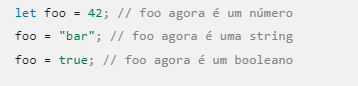 let foo = 42; // foo agora é um número
foo = "bar"; // foo agora é uma string
foo = true; // foo agora é um booleano